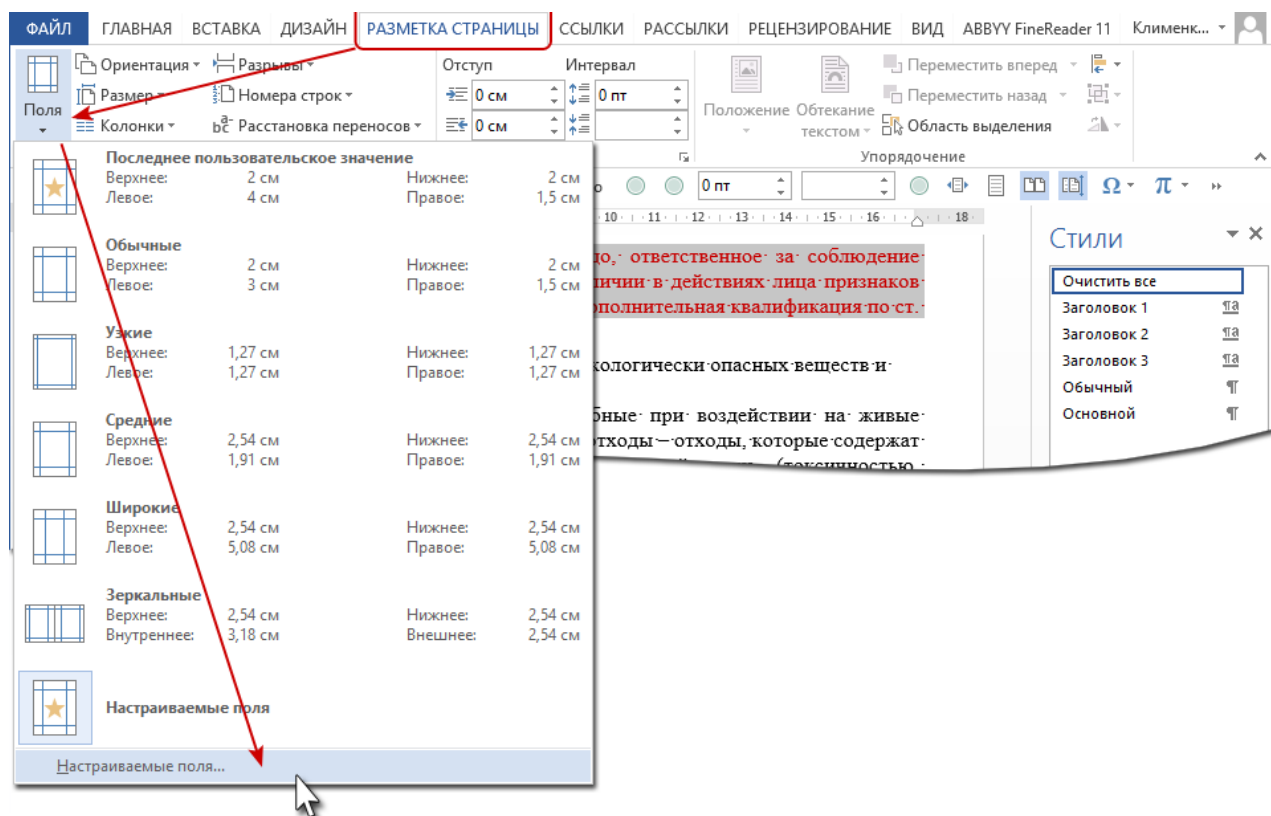 ФАЙЛ ГЛАВНАЯ ВСТАВКА ДИЗАЙН РАЗМЕТКА СТРАНИЦЫ ССЫЛКИ РАССЫЛКИ РЕЦЕНЗИРОВАНИЕ ВИД ABBYY FineReader 11 Клименк...
Ориентация Разрывы Отступ Интервал Переместить вперед
Размер Номера строк 0 см 0 пт Переместить назад
Поля Положение Обтекание текстом
Колонки Расстановка переносов 0 см Область выделения
Упорядочение
Последнее пользовательское значение
Верхнее: 2 см Нижнее: 2 см
Левое: 4 см Правое: 1,5 см
0 пт Ω π
10 11 12 13 14 15 16 18
Обычные
Верхнее: 2 см Нижнее: 2 см
Левое: 3 см Правое: 1,5 см
Узкие
Верхнее: 1,27 см Нижнее: 1,27 см
Левое: 1,27 см Правое: 1,27 см
Средние
Верхнее: 2,54 см Нижнее: 2,54 см
Левое: 1,91 см Правое: 1,91 см
Широкие
Верхнее: 2,54 см Нижнее: 2,54 см
Левое: 5,08 см Правое: 5,08 см
Зеркальные
Верхнее: 2,54 см Нижнее: 2,54 см
Внутреннее: 3,18 см Внешнее: 2,54 см
Настраиваемые поля
Настраиваемые поля...
ответственное за соблюдение
в действиях лица признаков
квалификация по ст.
опасных веществ и
при воздействии на живые
– отходы, которые содержат
(токсичностью,
Стили
Очистить все
Заголовок 1
Заголовок 2
Заголовок 3
Обычный
Основной